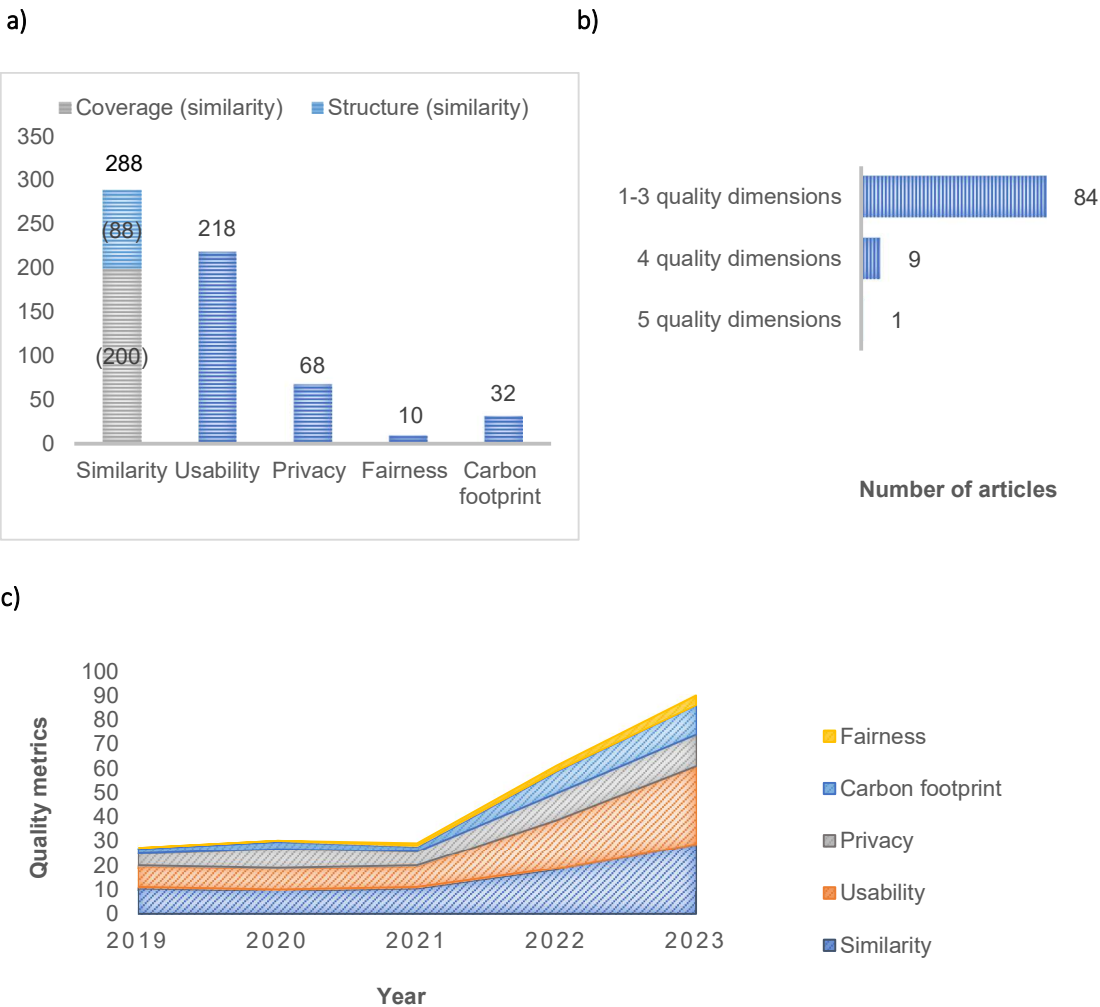 a)
Coverage (similarity) Structure (similarity)
350
300
250
200
150
100
50
0
288
(88)
(200)
218
68
10
32
Similarity Usability Privacy Fairness Carbon
footprint
b)
1-3 quality dimensions 84
4 quality dimensions 9
5 quality dimensions 1
Number of articles
c)
Quality metrics
100
90
80
70
60
50
40
30
20
10
0
2019 2020 2021 2022 2023
Year
Fairness
Carbon footprint
Privacy
Usability
Similarity